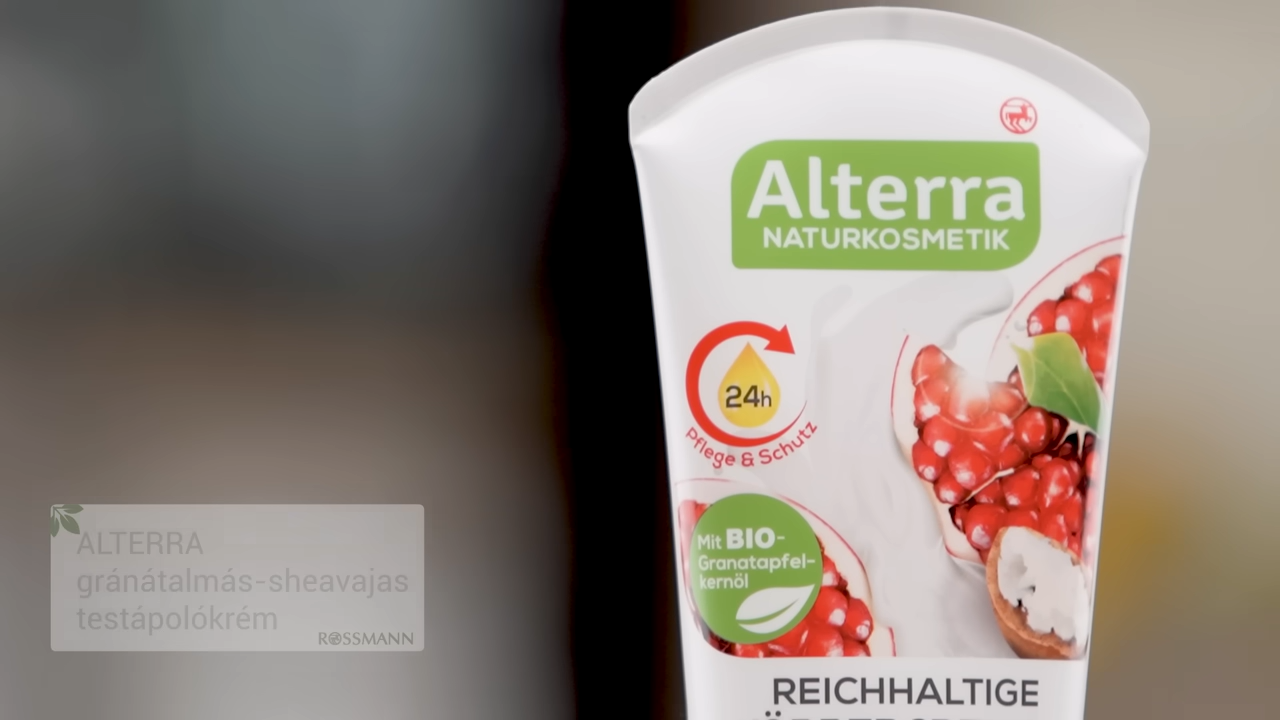 Alterra
NATURKOSMETIK
24h
Pflege & Schutz
Mit BIO-
Granatapfel-
kernöl
REICHHALTIGE
ALTERRA
gránátalmás-sheavajas
testápolókrém
ROSSMANN